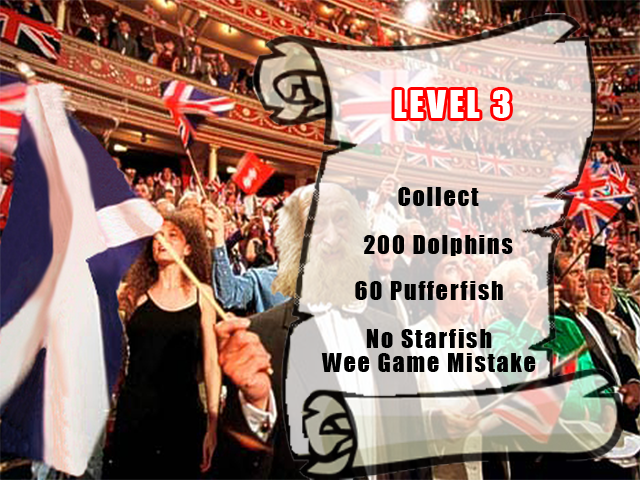 LEVEL 3
Collect
200 Dolphins
60 Pufferfish
No Starfish
Wee Game Mistake